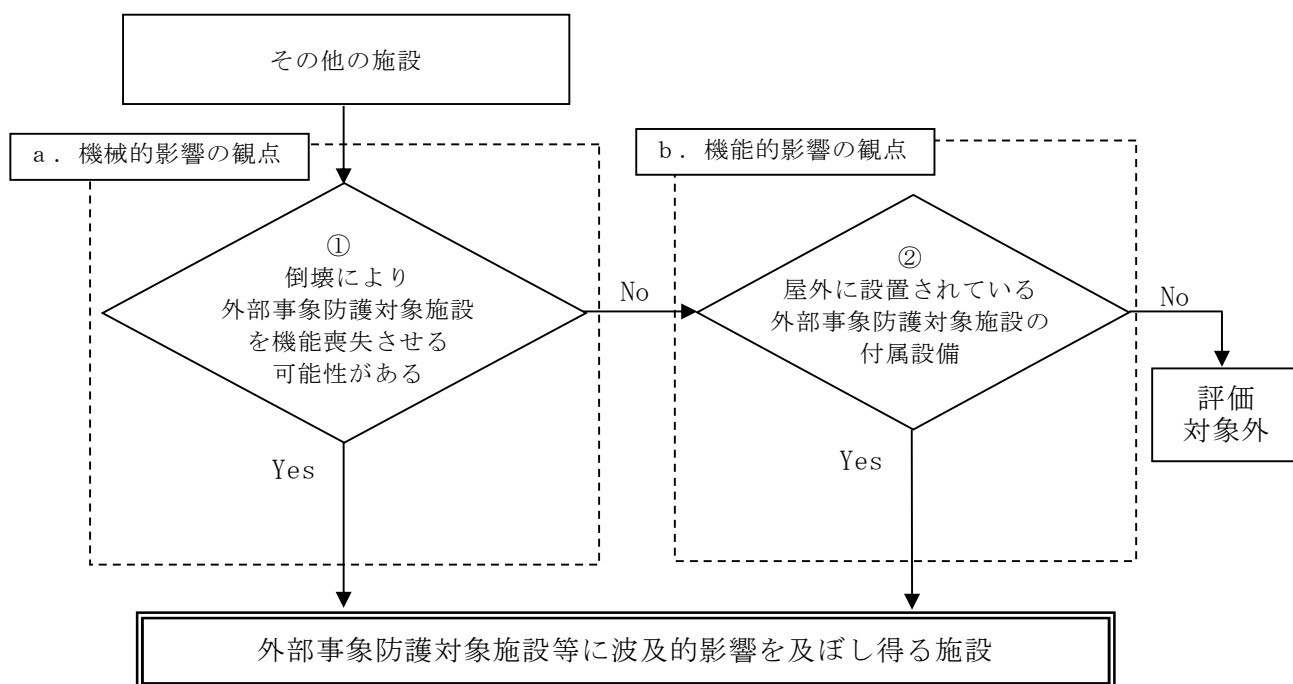 その他の施設
a．機械的影響の観点
①
倒壊により
外部事象防護対象施設
を機能喪失させる
可能性がある
No
Yes
b．機能的影響の観点
②
屋外に設置されている
外部事象防護対象施設の
付属設備
No
Yes
評価
対象外
外部事象防護対象施設等に波及的影響を及ぼし得る施設